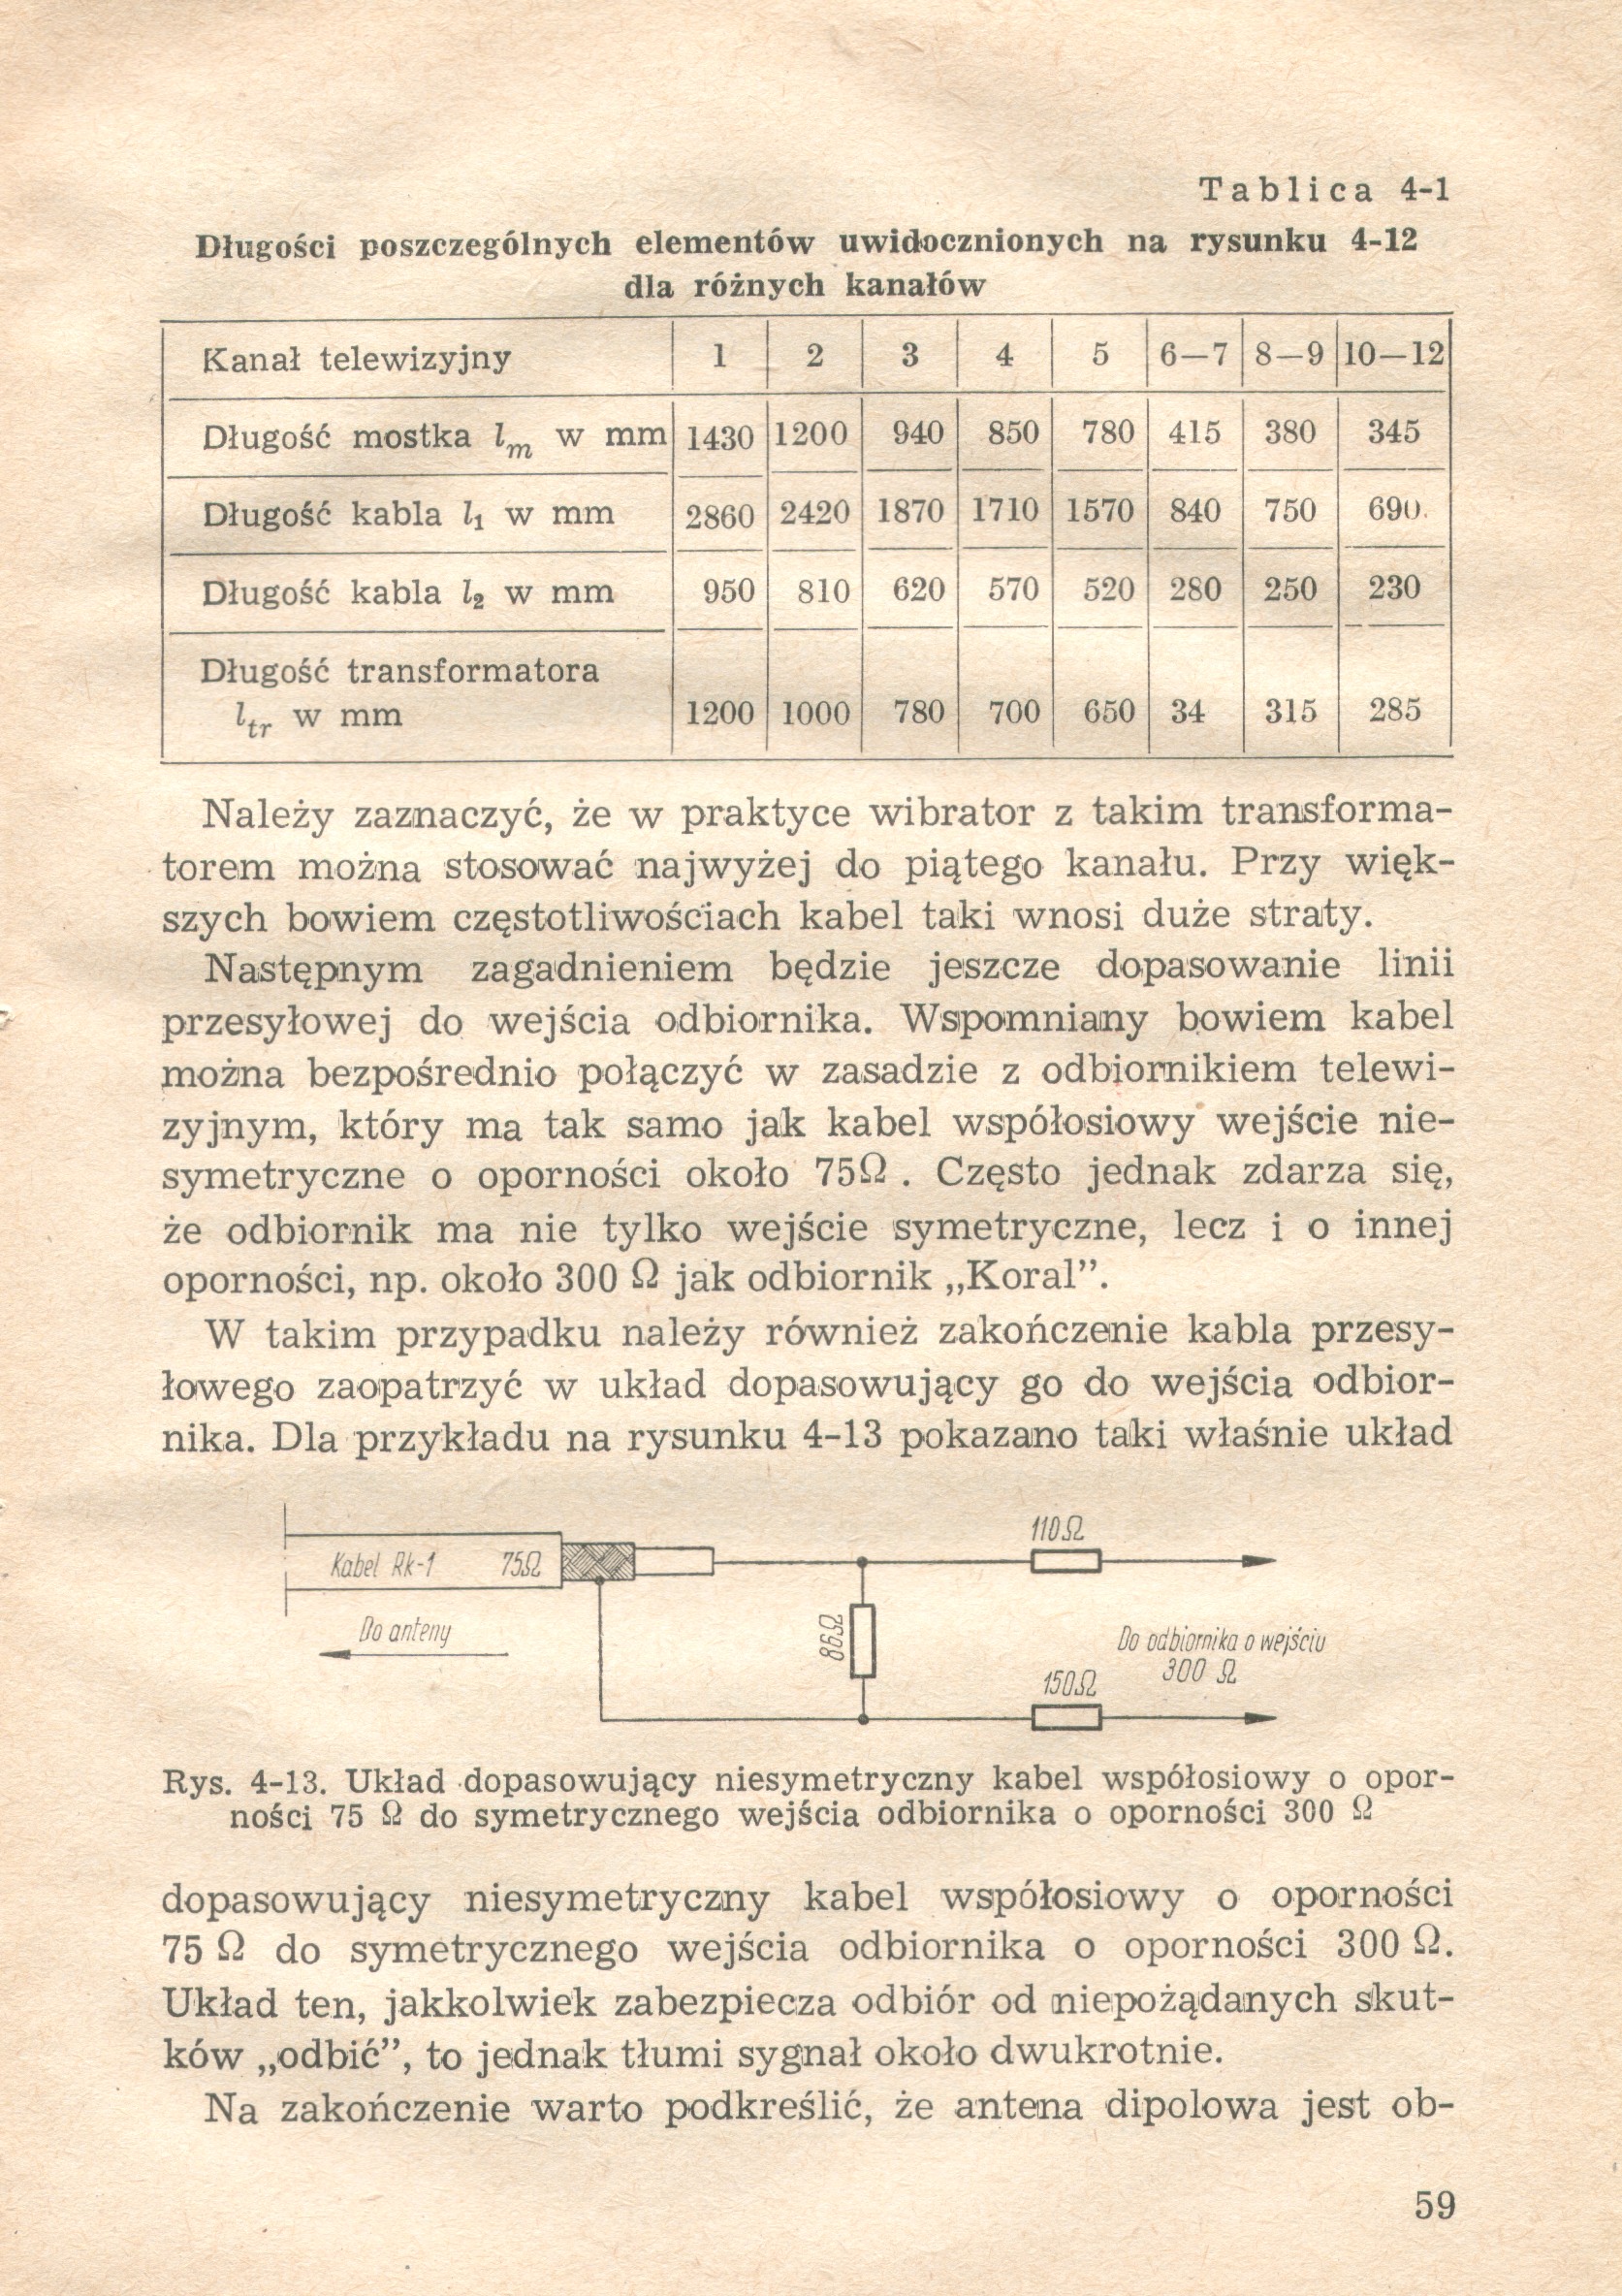 Tablica 4-1
Długości poszczególnych elementów uwidocznionych na rysunku 4-12
dla różnych kanałów
Kanał telewizyjny 1 2 3 4 5 6—7 8—9 10—12
Długość mostka lm w mm 1430 1200 940 850 780 415 380 345
Długość kabla l1 w mm 2860 2420 1870 1710 1570 840 750 690
Długość kabla l2 w mm 950 810 620 570 520 280 250 230
Długość transformatora
ltr w mm 1200 1000 780 700 650 34 315 285
Należy zaznaczyć, że w praktyce wibrator z takim transforma-
torem można stosować najwyżej do piątego kanału. Przy więk-
szych bowiem częstotliwościach kabel taki wnosi duże straty.
Następnym zagadnieniem będzie jeszcze dopasowanie linii
przesyłowej do wejścia odbiornika. Wspomniany bowiem kabel
można bezpośrednio połączyć w zasadzie z odbiornikiem telewi-
zyjnym, który ma tak samo jak kabel współosiowy wejście nie-
symetryczne o oporności około 75Ω. Często jednak zdarza się,
że odbiornik ma nie tylko wejście symetryczne, lecz i o innej
oporności, np. około 300 Ω jak odbiornik „Koral”.
W takim przypadku należy również zakończenie kabla przesy-
łowego zaopatrzyć w układ dopasowujący go do wejścia odbior-
nika. Dla przykładu na rysunku 4-13 pokazano taki właśnie układ
110Ω
Kabel Rk-1 75Ω
Do anteny
86Ω
Do odbiornika o wejściu
300 Ω
150Ω
Rys. 4-13. Układ dopasowujący niesymetryczny kabel współosiowy o opor-
ności 75 Ω do symetrycznego wejścia odbiornika o oporności 300 Ω
dopasowujący niesymetryczny kabel współosiowy o oporności
75 Ω do symetrycznego wejścia odbiornika o oporności 300 Ω.
Układ ten, jakkolwiek zabezpiecza odbiór od niepożądanych skut-
ków „odbić”, to jednak tłumi sygnał około dwukrotnie.
Na zakończenie warto podkreślić, że antena dipolowa jest ob-
59